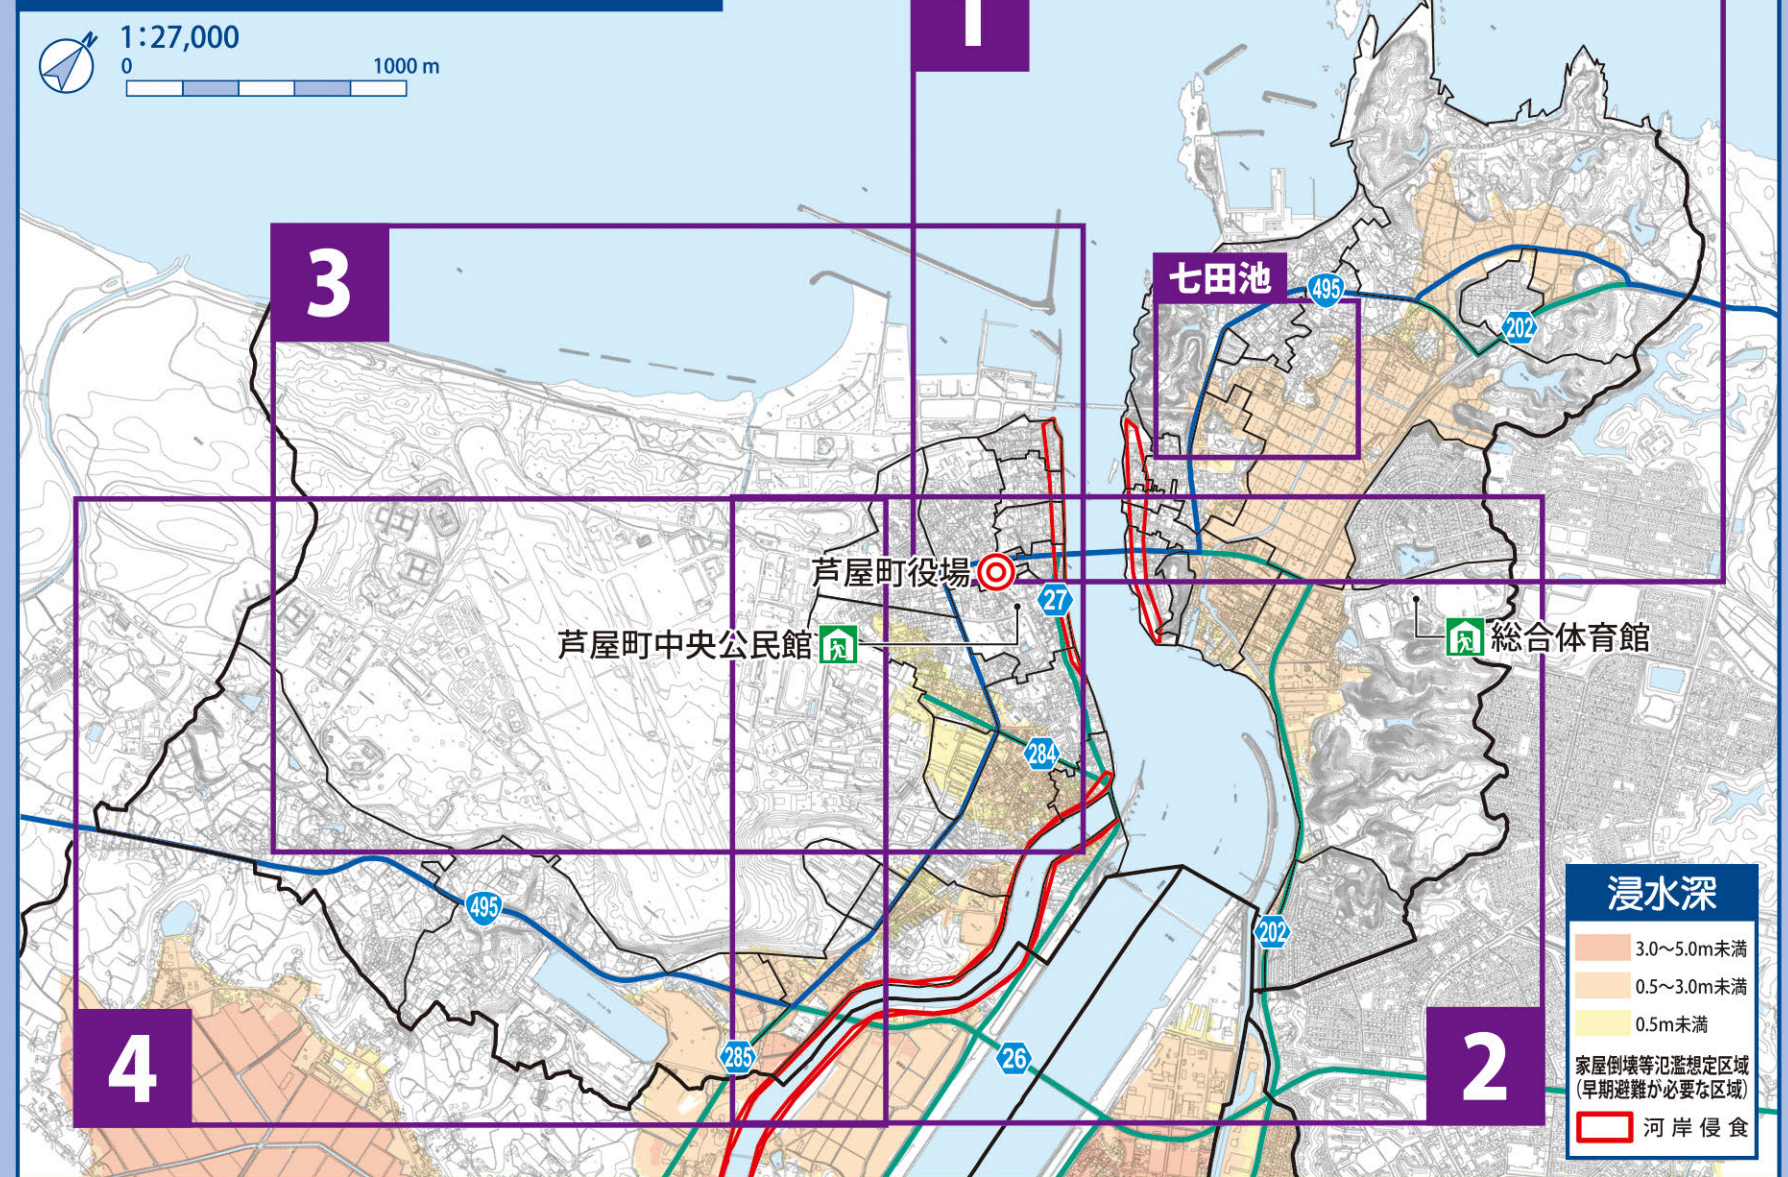 1
N
1:27,000
0 1000 m
3
七田池
495
202
芦屋町役場
27
芦屋町中央公民館
総合体育館
284
495
202
4
285
26
2
浸水深
3.0～5.0m未満
0.5～3.0m未満
0.5m未満
家屋倒壊等氾濫想定区域
(早期避難が必要な区域)
河岸侵食